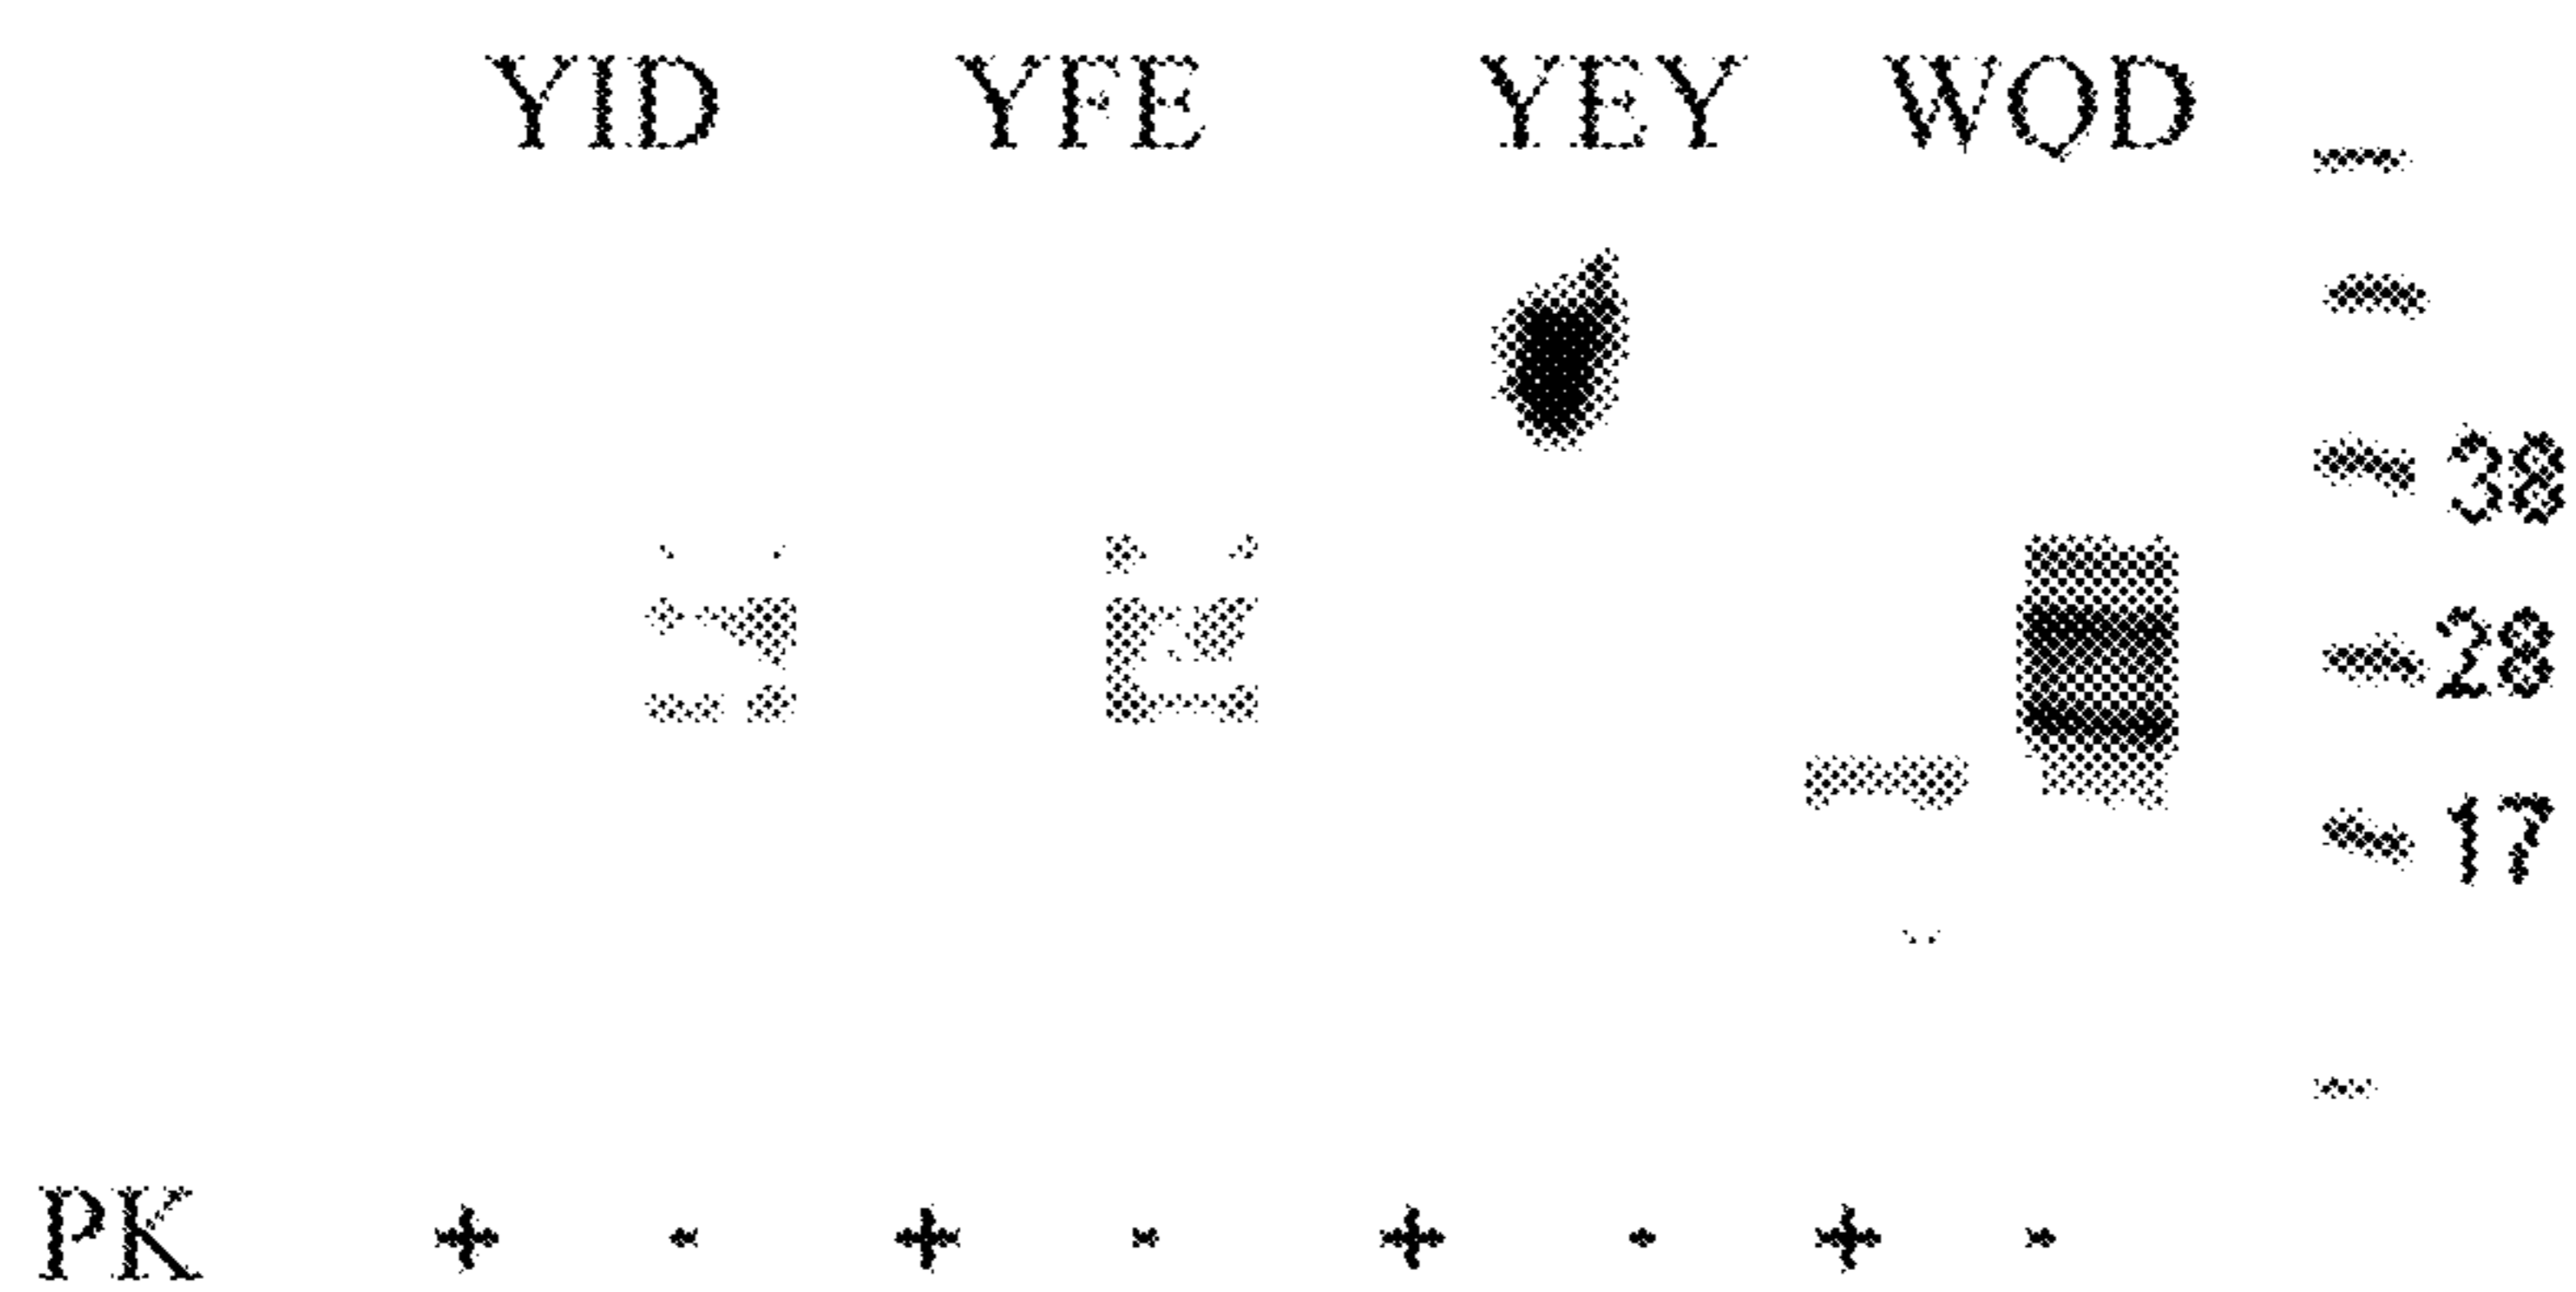 YID YFE YEY WQD
38
28
17
PK + - + - + - + -